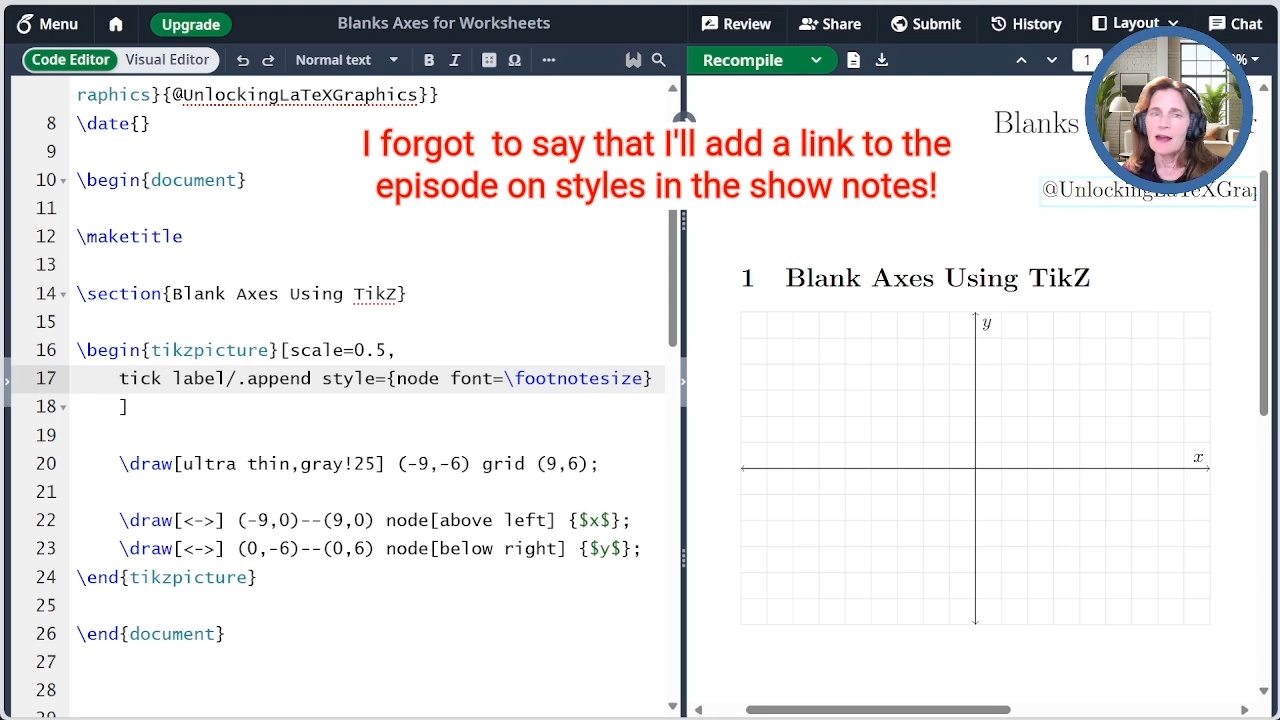 Menu
Upgrade
Blanks Axes for Worksheets
Review
Share
Submit
History
Layout
Chat
Code Editor
Visual Editor
Normal text
B
I
Ω
Recompile
1
raphics}{@UnlockingLaTeXGraphics}}
8 \date{}
9
10 \begin{document}
11
12 \maketitle
13
14 \section{Blank Axes Using TikZ}
15
16 \begin{tikzpicture}[scale=0.5,
17 tick label/.append style={node font=\footnotesize}
18 ]
19
20 \draw[ultra thin,gray!25] (-9,-6) grid (9,6);
21
22 \draw[<->] (-9,0)--(9,0) node[above left] {$x$};
23 \draw[<->] (0,-6)--(0,6) node[below right] {$y$};
24 \end{tikzpicture}
25
26 \end{document}
27
28
I forgot to say that I'll add a link to the
episode on styles in the show notes!
Blanks
@UnlockingLaTeXGrap
1 Blank Axes Using TikZ
y
x